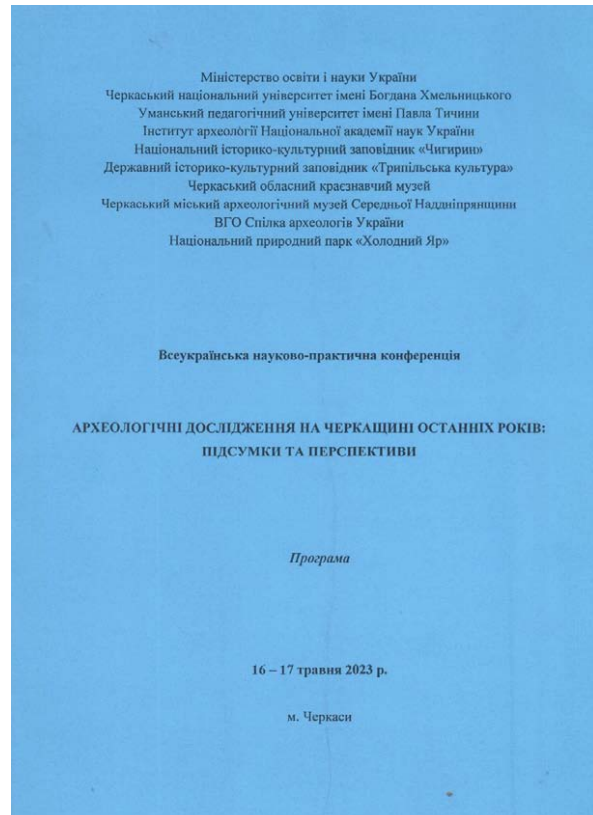 Міністерство освіти і науки України
Черкаський національний університет імені Богдана Хмельницького
Уманський педагогічний університет імені Павла Тичини
Інститут археології Національної академії наук України
Національний історико-культурний заповідник «Чигирин»
Державний історико-культурний заповідник «Трипільська культура»
Черкаський обласний краєзнавчий музей
Черкаський міський археологічний музей Середньої Наддніпрянщини
ВГО Спілка археологів України
Національний природний парк «Холодний Яр»
Всеукраїнська науково-практична конференція
АРХЕОЛОГІЧНІ ДОСЛІДЖЕННЯ НА ЧЕРКАЩИНІ ОСТАННІХ РОКІВ:
ПІДСУМКИ ТА ПЕРСПЕКТИВИ
Програма
16 – 17 травня 2023 р.
м. Черкаси